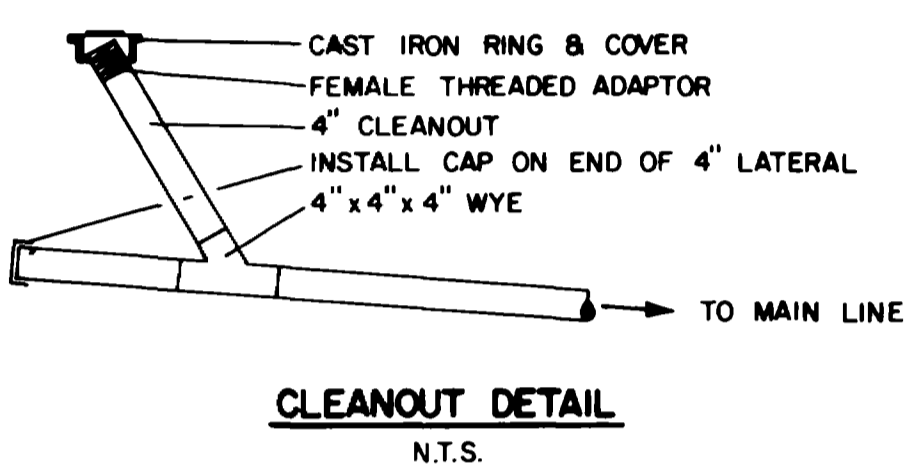 CAST IRON RING & COVER
FEMALE THREADED ADAPTOR
4" CLEANOUT
INSTALL CAP ON END OF 4" LATERAL
4"x4"x4" WYE
TO MAIN LINE
CLEANOUT DETAIL
N.T.S.